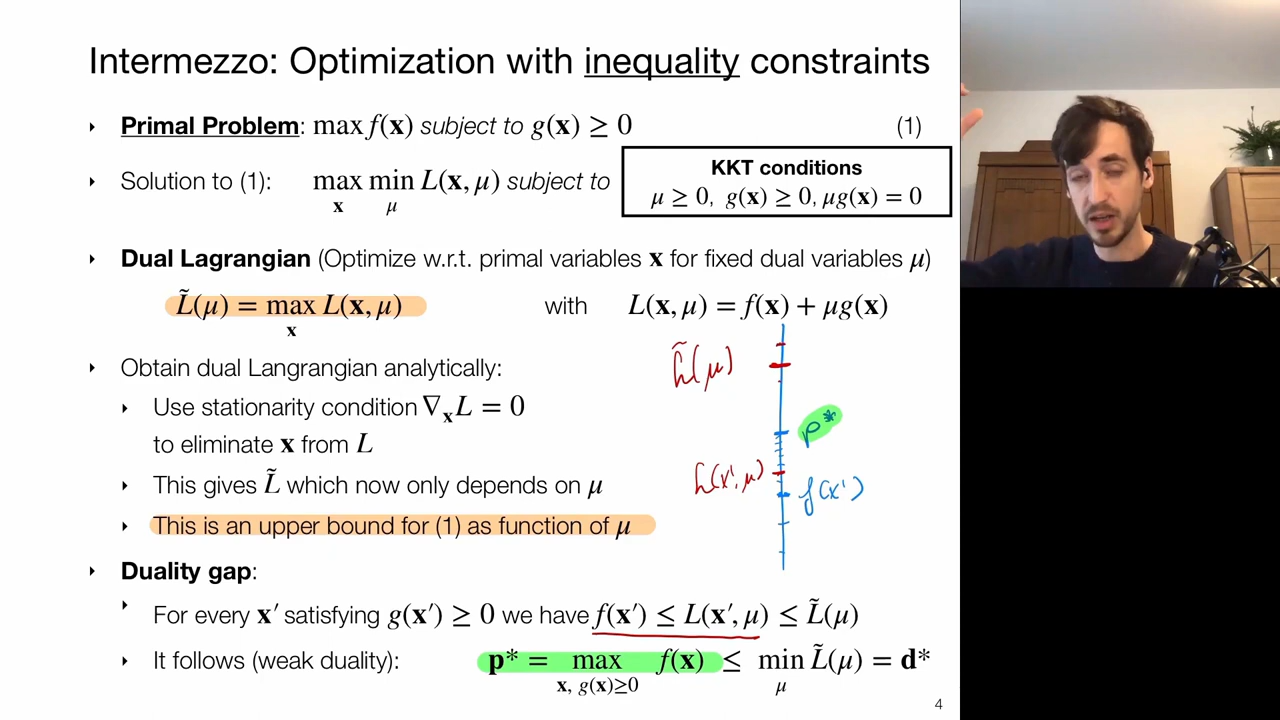 Intermezzo: Optimization with inequality constraints
‣ Primal Problem: max f(x) subject to g(x) ≥ 0 (1)
‣ Solution to (1): max min L(x, μ) subject to
x μ
KKT conditions
μ ≥ 0, g(x) ≥ 0, μg(x) = 0
‣ Dual Lagrangian (Optimize w.r.t. primal variables x for fixed dual variables μ)
L̃(μ) = max L(x, μ) with L(x, μ) = f(x) + μg(x)
x
‣ Obtain dual Langrangian analytically:
‣ Use stationarity condition ∇ₓL = 0
to eliminate x from L
‣ This gives L̃ which now only depends on μ
‣ This is an upper bound for (1) as function of μ
L̃(μ)
p*
L(x', μ)
f(x')
‣ Duality gap:
‣ For every x′ satisfying g(x′) ≥ 0 we have f(x′) ≤ L(x′, μ) ≤ L̃(μ)
‣ It follows (weak duality): p* = max f(x) ≤ min L̃(μ) = d*
x, g(x)≥0 μ
4